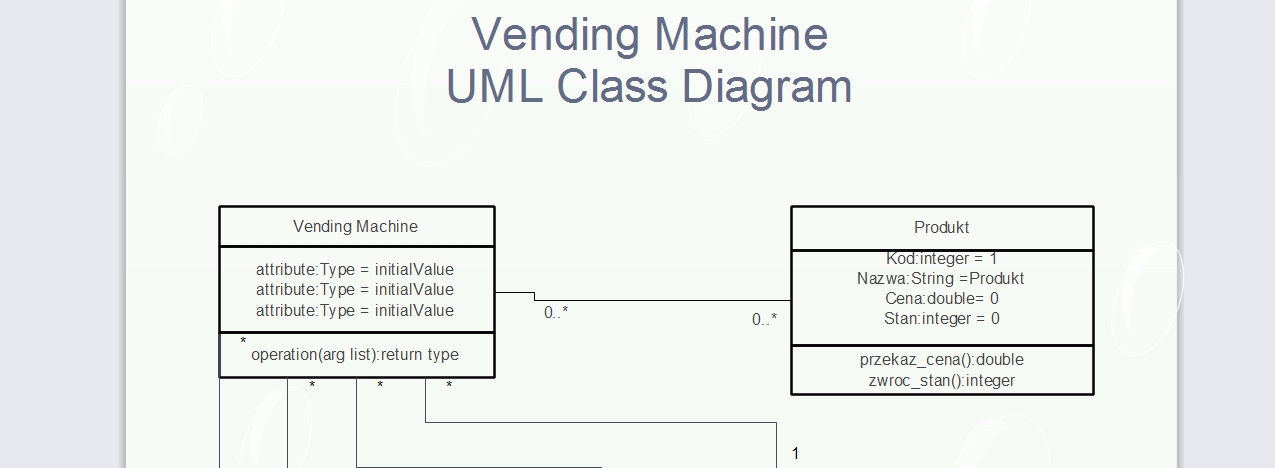 Vending Machine
UML Class Diagram
Vending Machine
attribute:Type = initialValue
attribute:Type = initialValue
attribute:Type = initialValue
*
operation(arg list):return type
*
*
*
0..*
0..*
Produkt
Kod:integer = 1
Nazwa:String =Produkt
Cena:double= 0
Stan:integer = 0
przekaz_cena():double
zwroc_stan():integer
1